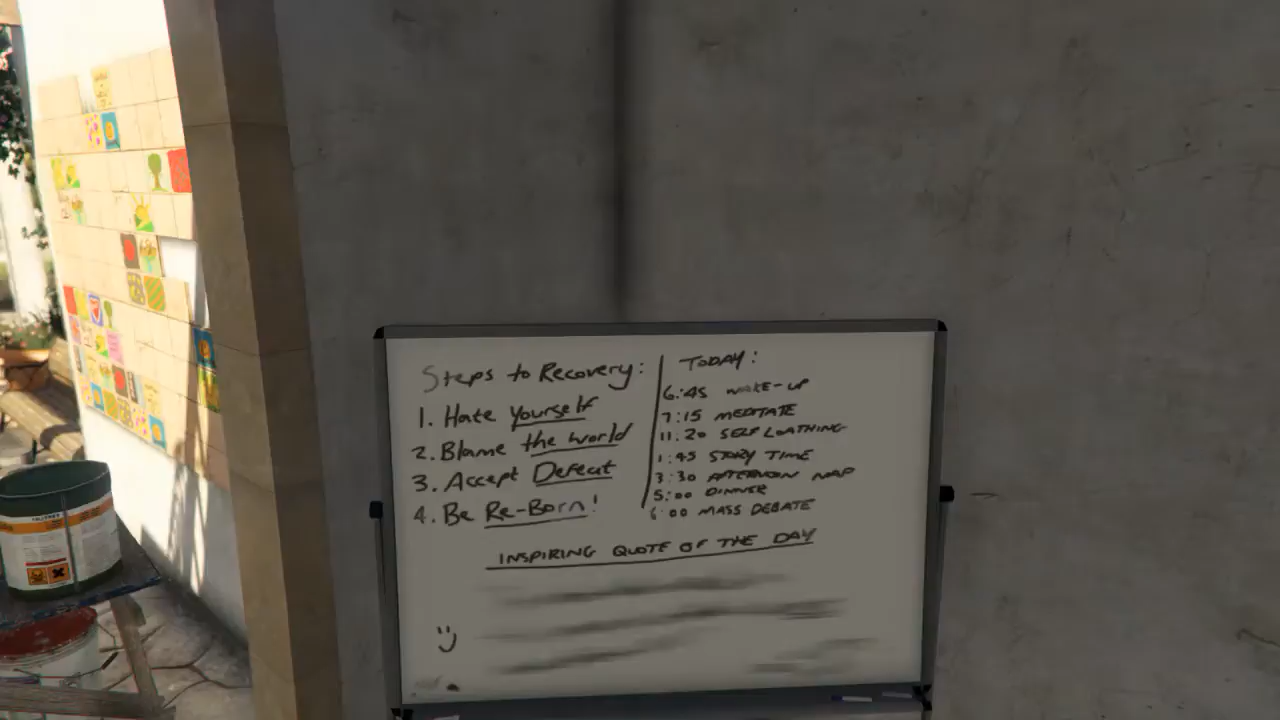 Steps to Recovery:
1. Hate yourself
2. Blame the world
3. Accept Defeat
4. Be Re-Born!
TODAY:
6:45 WAKE-UP
7:15 MEDITATE
11.20 SELF LOATHING
1:45 STORY TIME
3:30 AFTERNOON NAP
5:00 DINNER
6:00 MASS DEBATE
INSPIRING QUOTE OF THE DAY